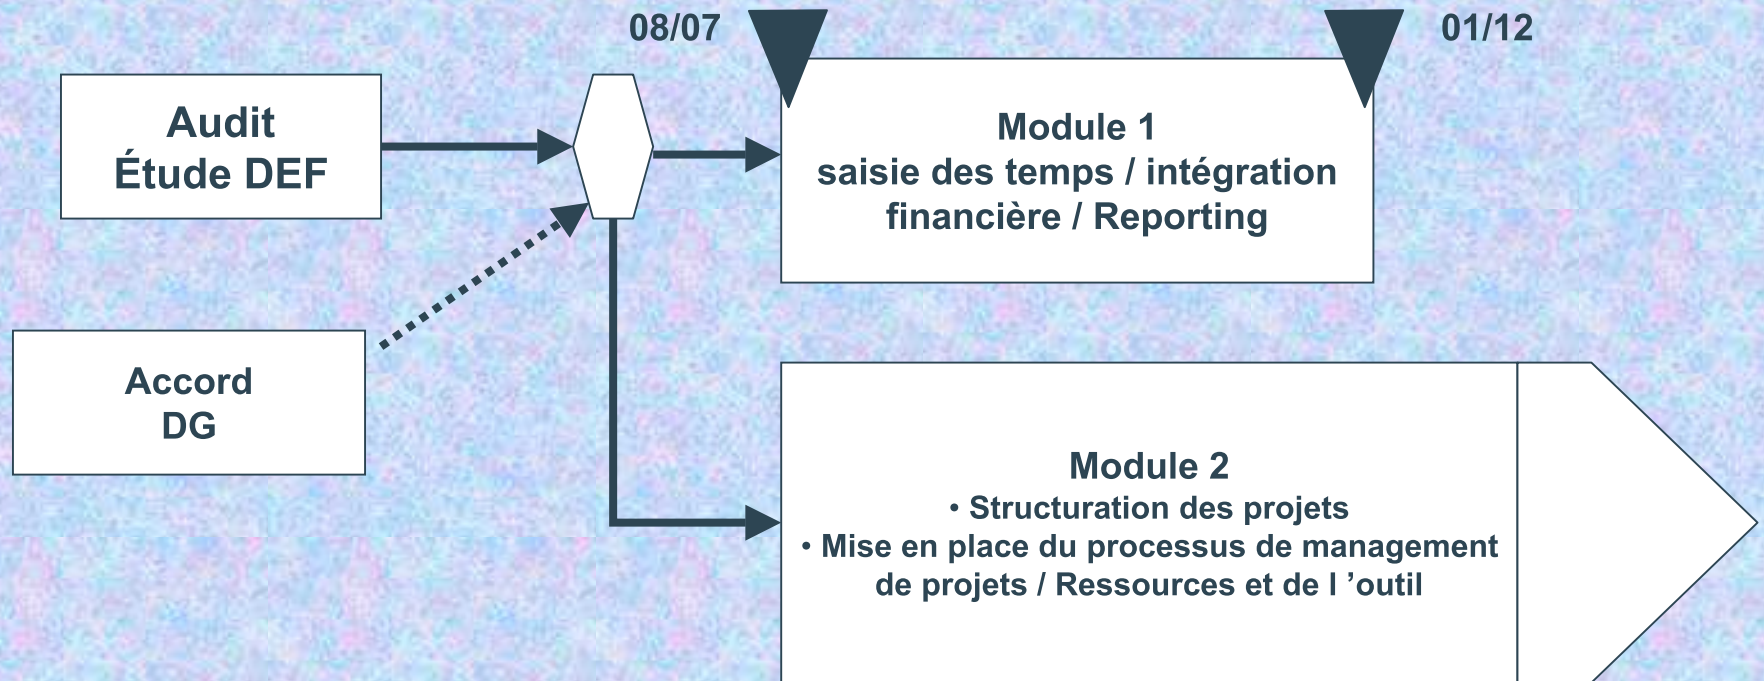 08/07
01/12
Audit
Étude DEF
Module 1
saisie des temps / intégration
financière / Reporting
Accord
DG
Module 2
• Structuration des projets
• Mise en place du processus de management
de projets / Ressources et de l ’outil